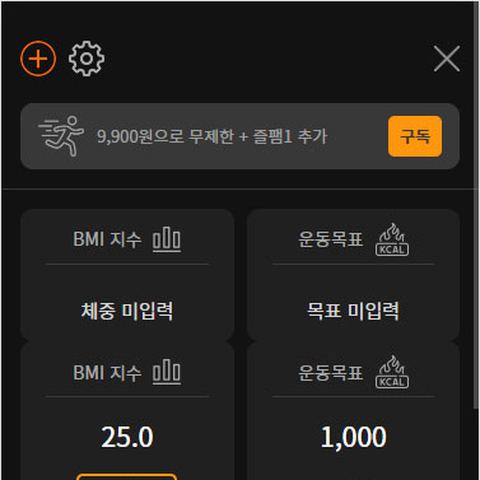 9,900원으로 무제한 + 즐팸1 추가
구독
BMI 지수
운동목표
KCAL
체중 미입력
목표 미입력
BMI 지수
운동목표
KCAL
25.0
1,000